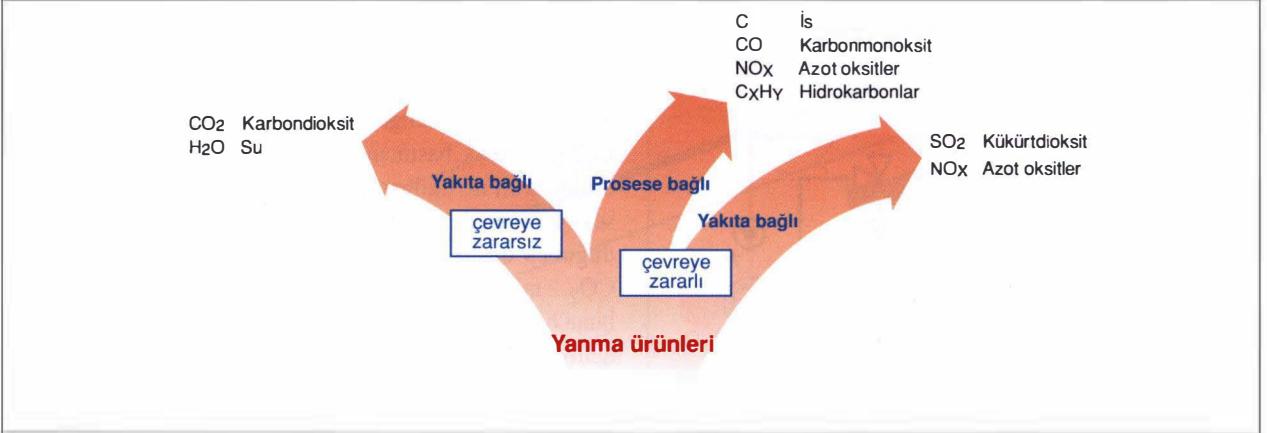 C İs
CO Karbonmonoksit
NOX Azot oksitler
CXHY Hidrokarbonlar
CO2 Karbondioksit
H2O Su
SO2 Kükürtdioksit
NOX Azot oksitler
Yakıta bağlı
Prosese bağlı
Yakıta bağlı
çevreye
zararsız
çevreye
zararlı
Yanma ürünleri